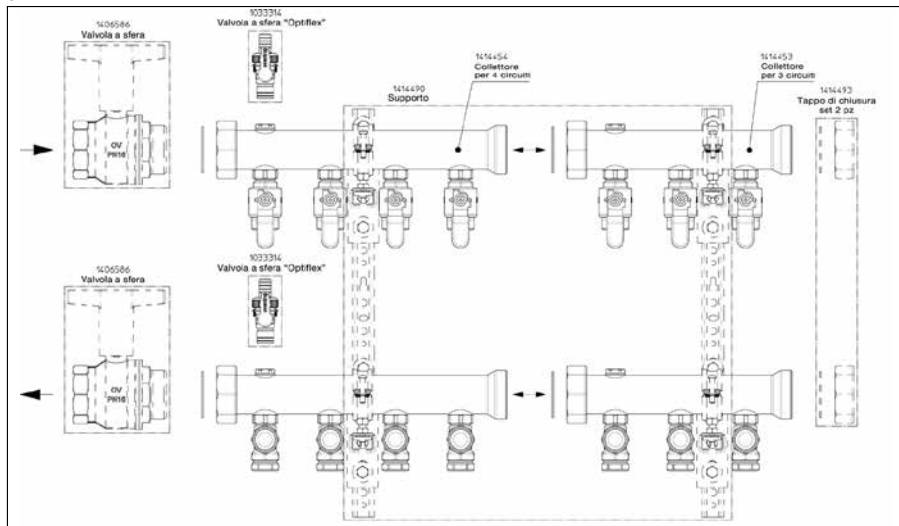 1406586
Valvola a sfera
1033314
Valvola a sfera "Optiflex"
1414454
Collettore
per 4 circuiti
1414453
Collettore
per 3 circuiti
1414490
Supporto
1414493
Tappo di chiusura
set 2 pz
OV
PN16
1406586
Valvola a sfera
1033314
Valvola a sfera "Optiflex"
OV
PN16